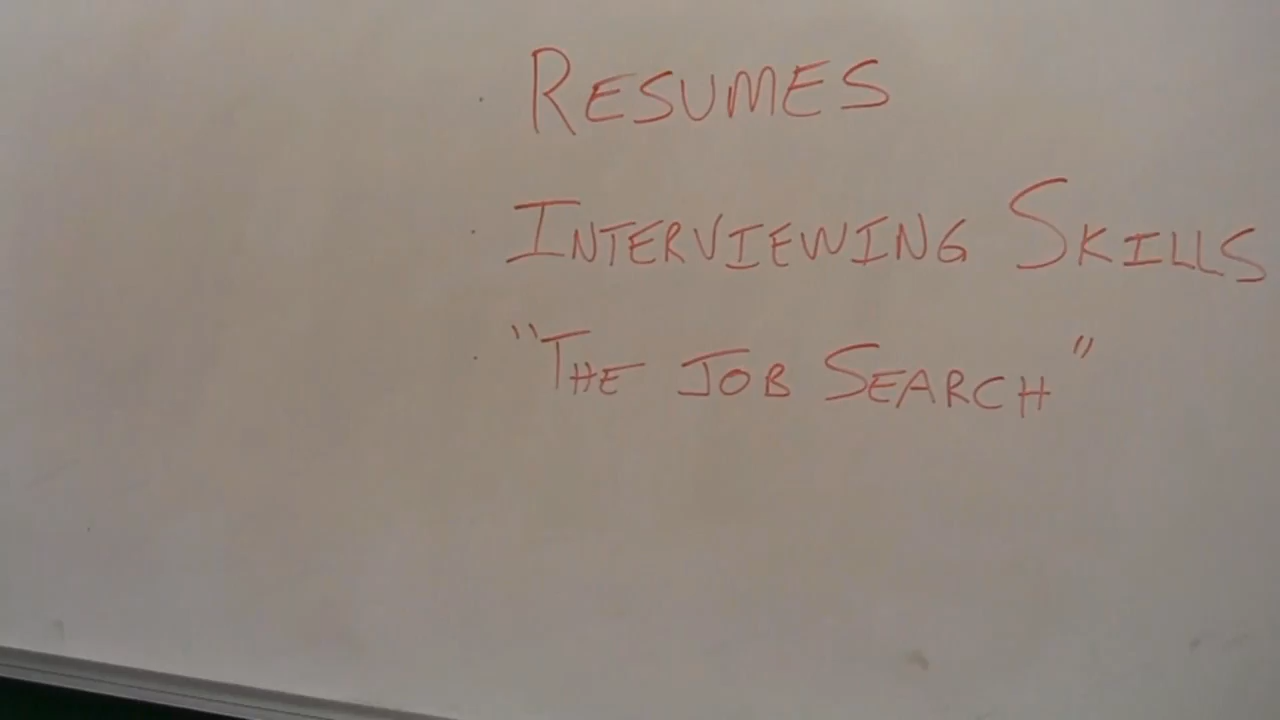 · RESUMES
· INTERVIEWING SKILLS
· "THE JOB SEARCH"